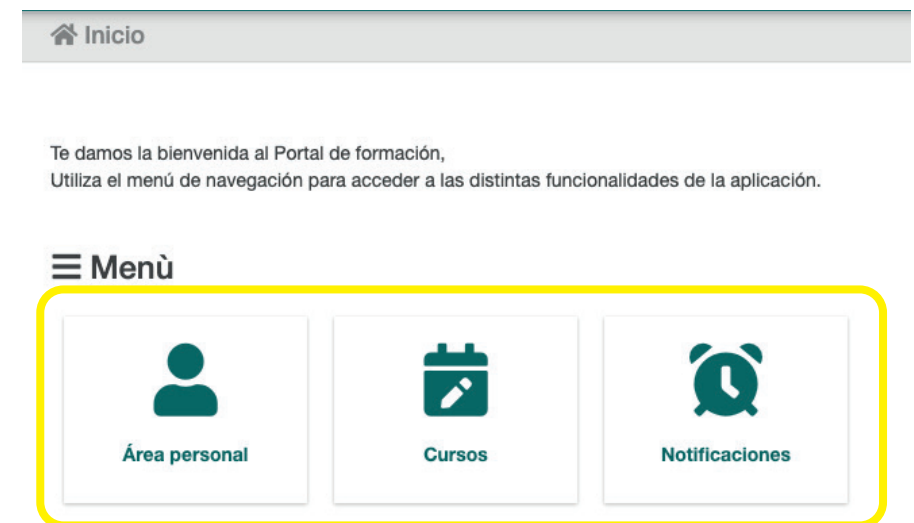 Inicio
Te damos la bienvenida al Portal de formación,
Utiliza el menú de navegación para acceder a las distintas funcionalidades de la aplicación.
Menù
Área personal
Cursos
Notificaciones